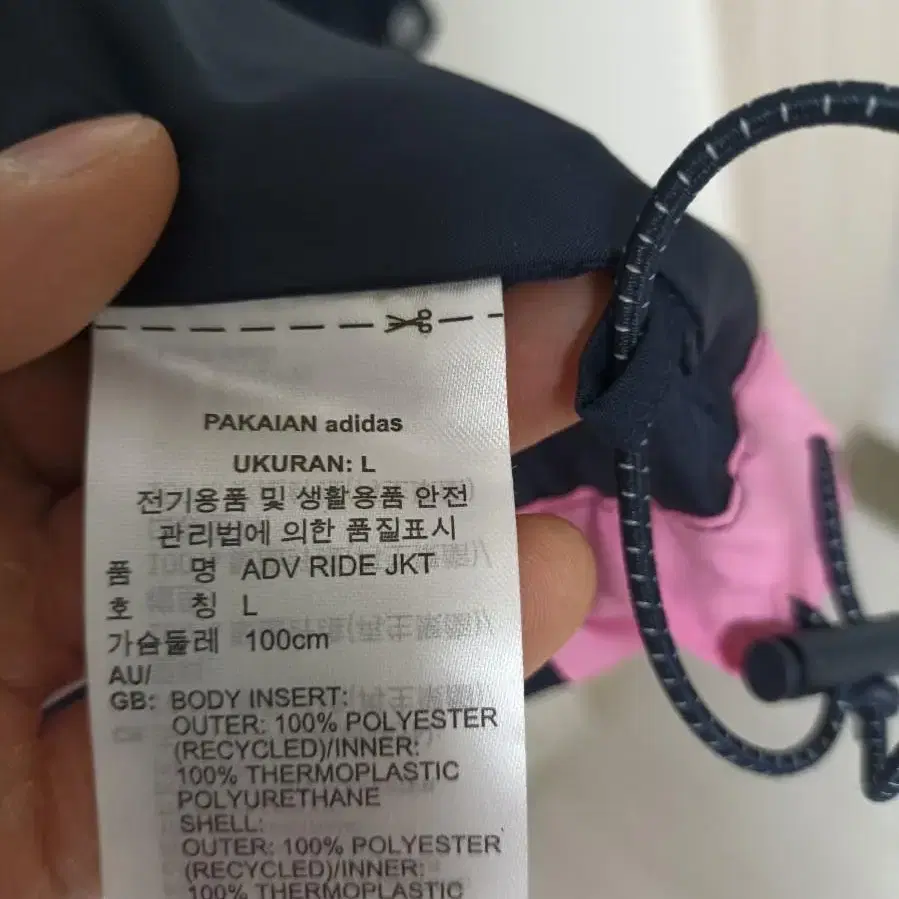 PAKAIAN adidas
UKURAN: L
전기용품 및 생활용품 안전
관리법에 의한 품질표시
품 명 ADV RIDE JKT
호 칭 L
가슴둘레 100cm
AU/
GB: BODY INSERT:
OUTER: 100% POLYESTER
(RECYCLED)/INNER:
100% THERMOPLASTIC
POLYURETHANE
SHELL:
OUTER: 100% POLYESTER
(RECYCLED)/INNER:
100% THERMOPLASTIC